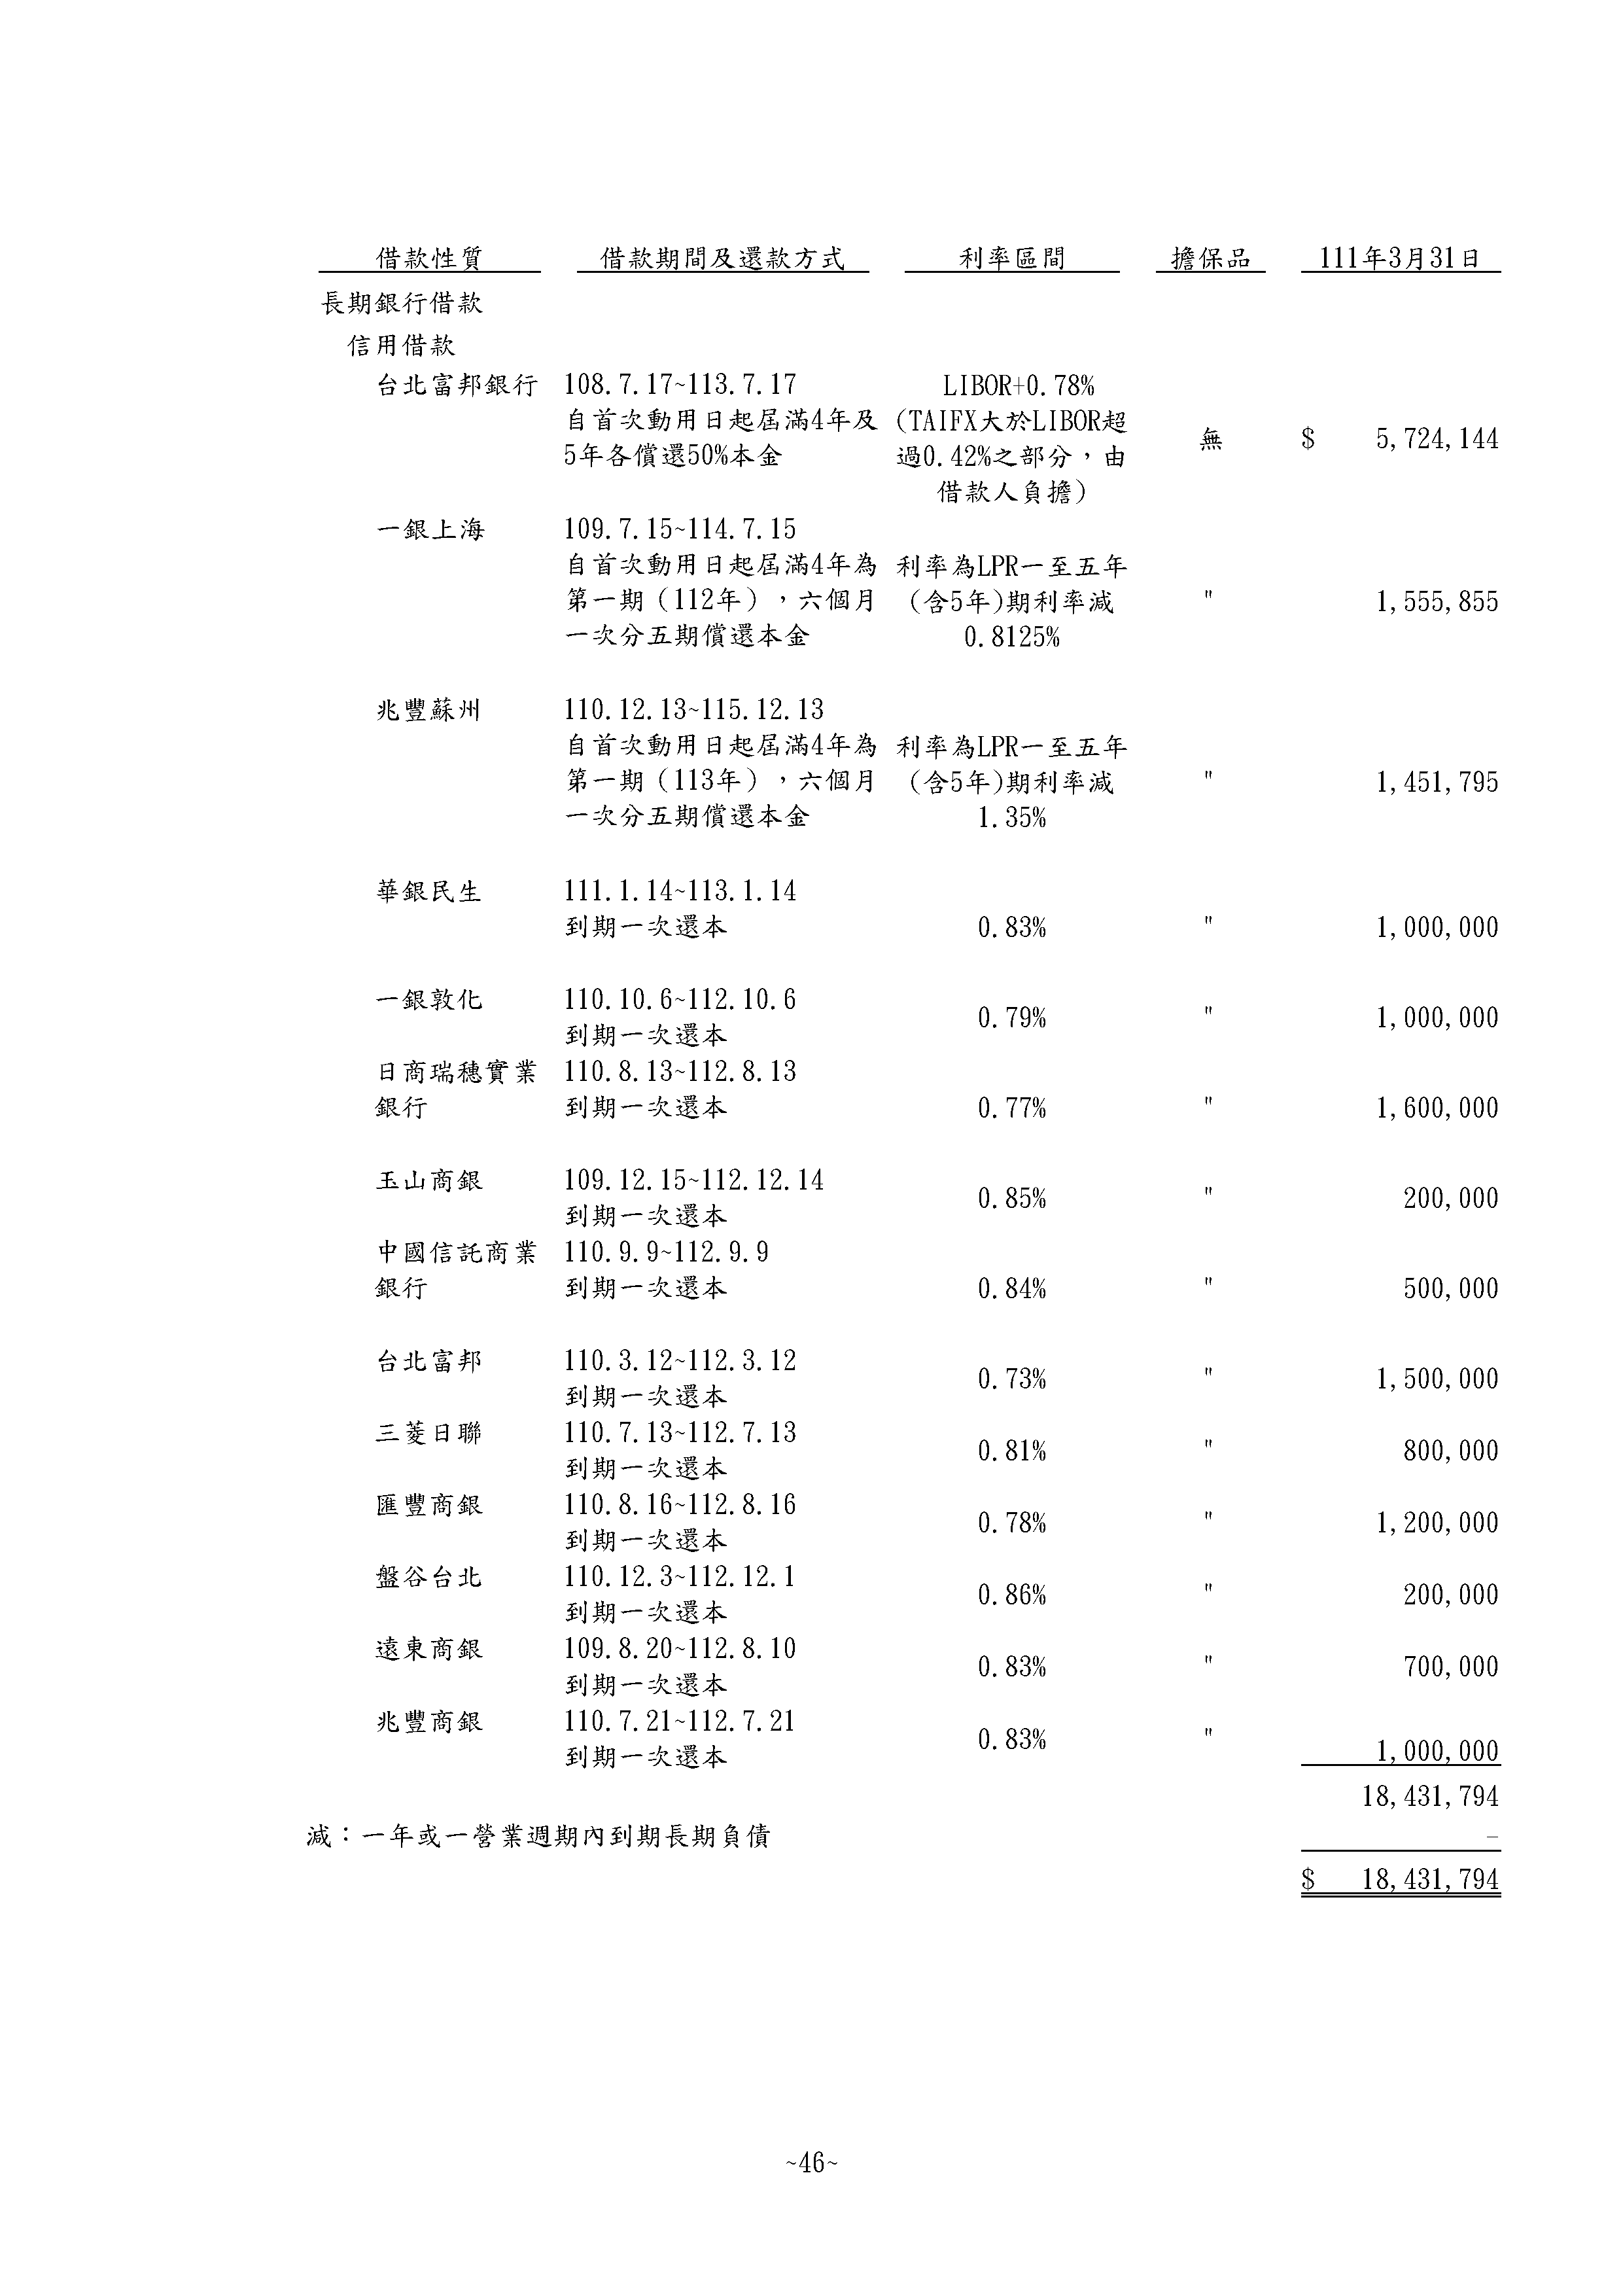 借款性質 借款期間及還款方式 利率區間 擔保品 111年3月31日
長期銀行借款
信用借款
台北富邦銀行 108.7.17~113.7.17 LIBOR+0.78%
自首次動用日起屆滿4年及 (TAIFX大於LIBOR超
無 $ 5,724,144
5年各償還50%本金 過0.42%之部分，由
借款人負擔)
一銀上海 109.7.15~114.7.15
自首次動用日起屆滿4年為 利率為LPR一至五年
第一期（112年），六個月 (含5年)期利率減 " 1,555,855
一次分五期償還本金 0.8125%
兆豐蘇州 110.12.13~115.12.13
自首次動用日起屆滿4年為 利率為LPR一至五年
第一期（113年），六個月 (含5年)期利率減 " 1,451,795
一次分五期償還本金 1.35%
華銀民生 111.1.14~113.1.14
到期一次還本 0.83% " 1,000,000
一銀敦化 110.10.6~112.10.6
0.79% " 1,000,000
到期一次還本
日商瑞穗實業 110.8.13~112.8.13
銀行 到期一次還本 0.77% " 1,600,000
玉山商銀 109.12.15~112.12.14
0.85% " 200,000
到期一次還本
中國信託商業 110.9.9~112.9.9
銀行 到期一次還本 0.84% " 500,000
台北富邦 110.3.12~112.3.12
0.73% " 1,500,000
到期一次還本
三菱日聯 110.7.13~112.7.13
0.81% " 800,000
到期一次還本
匯豐商銀 110.8.16~112.8.16
0.78% " 1,200,000
到期一次還本
盤谷台北 110.12.3~112.12.1
0.86% " 200,000
到期一次還本
遠東商銀 109.8.20~112.8.10
0.83% " 700,000
到期一次還本
兆豐商銀 110.7.21~112.7.21
0.83% " 1,000,000
到期一次還本
18,431,794
減：一年或一營業週期內到期長期負債 –
$ 18,431,794
~46~